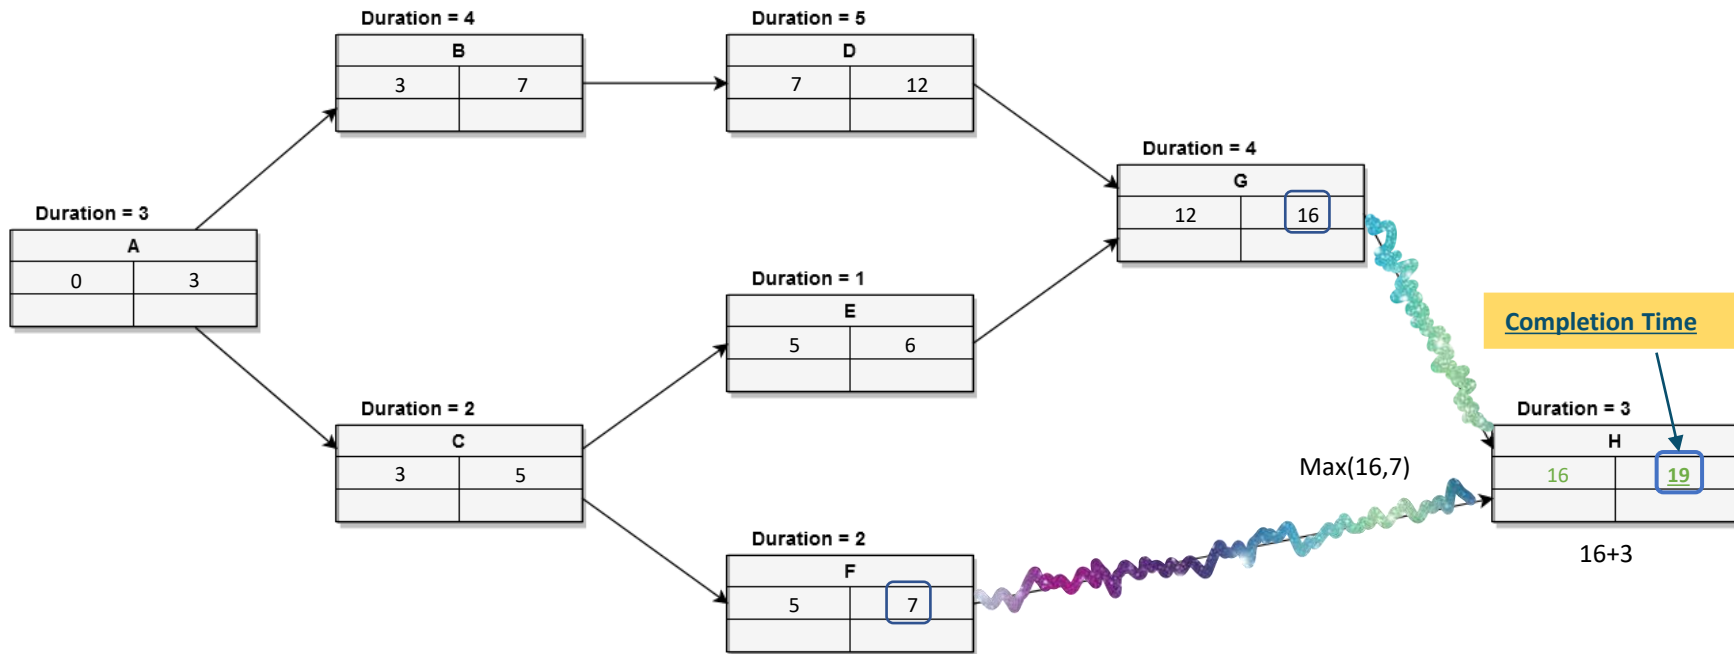 Duration = 4
B
3 7
Duration = 5
D
7 12
Duration = 4
G
12 16
Duration = 3
A
0 3
Duration = 1
E
5 6
Completion Time
Duration = 2
C
3 5
Duration = 3
H
16 19
Max(16,7)
16+3
Duration = 2
F
5 7